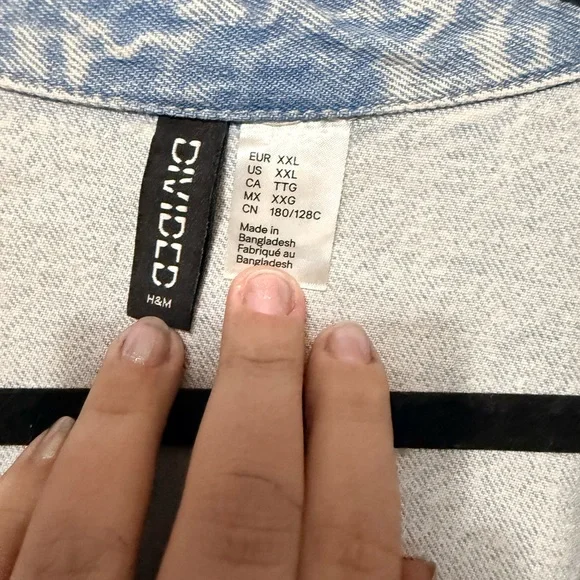 DIVIDED
H&M
EUR XXL
US XXL
CA TTG
MX XXG
CN 180/128C
Made in
Bangladesh
Fabriqué au
Bangladesh